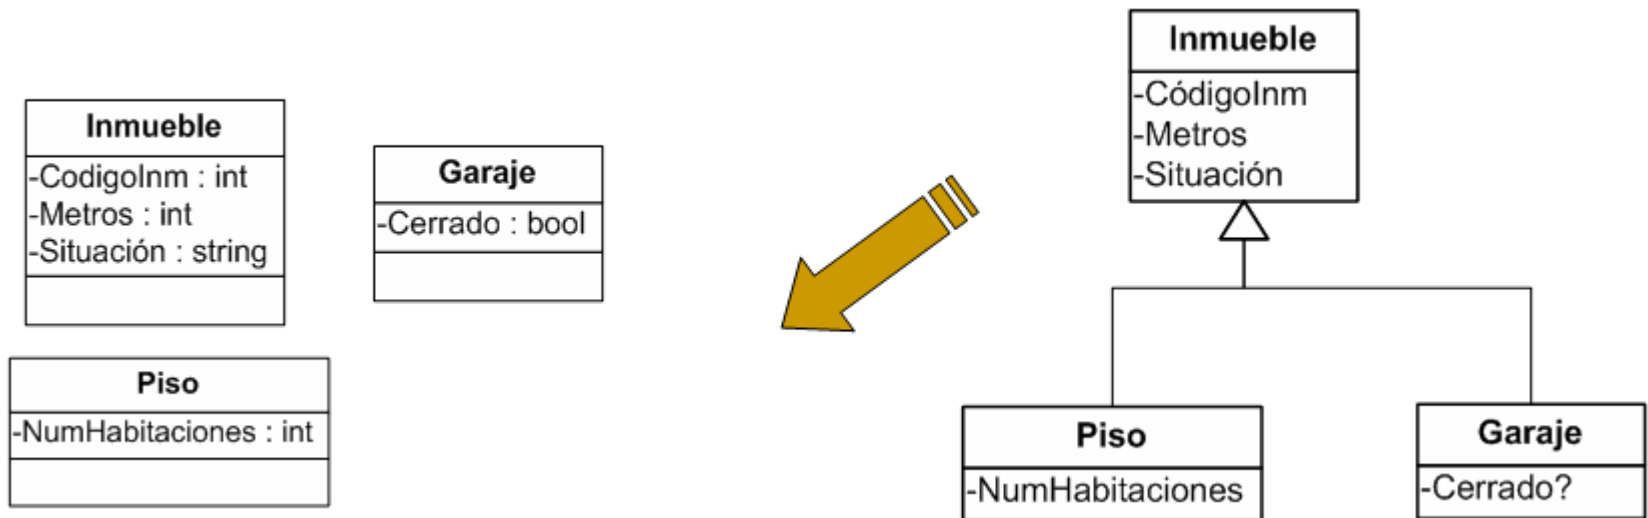 Inmueble
-CodigoInm : int
-Metros : int
-Situación : string
Garaje
-Cerrado : bool
Piso
-NumHabitaciones : int
Inmueble
-CódigoInm
-Metros
-Situación
Piso
-NumHabitaciones
Garaje
-Cerrado?